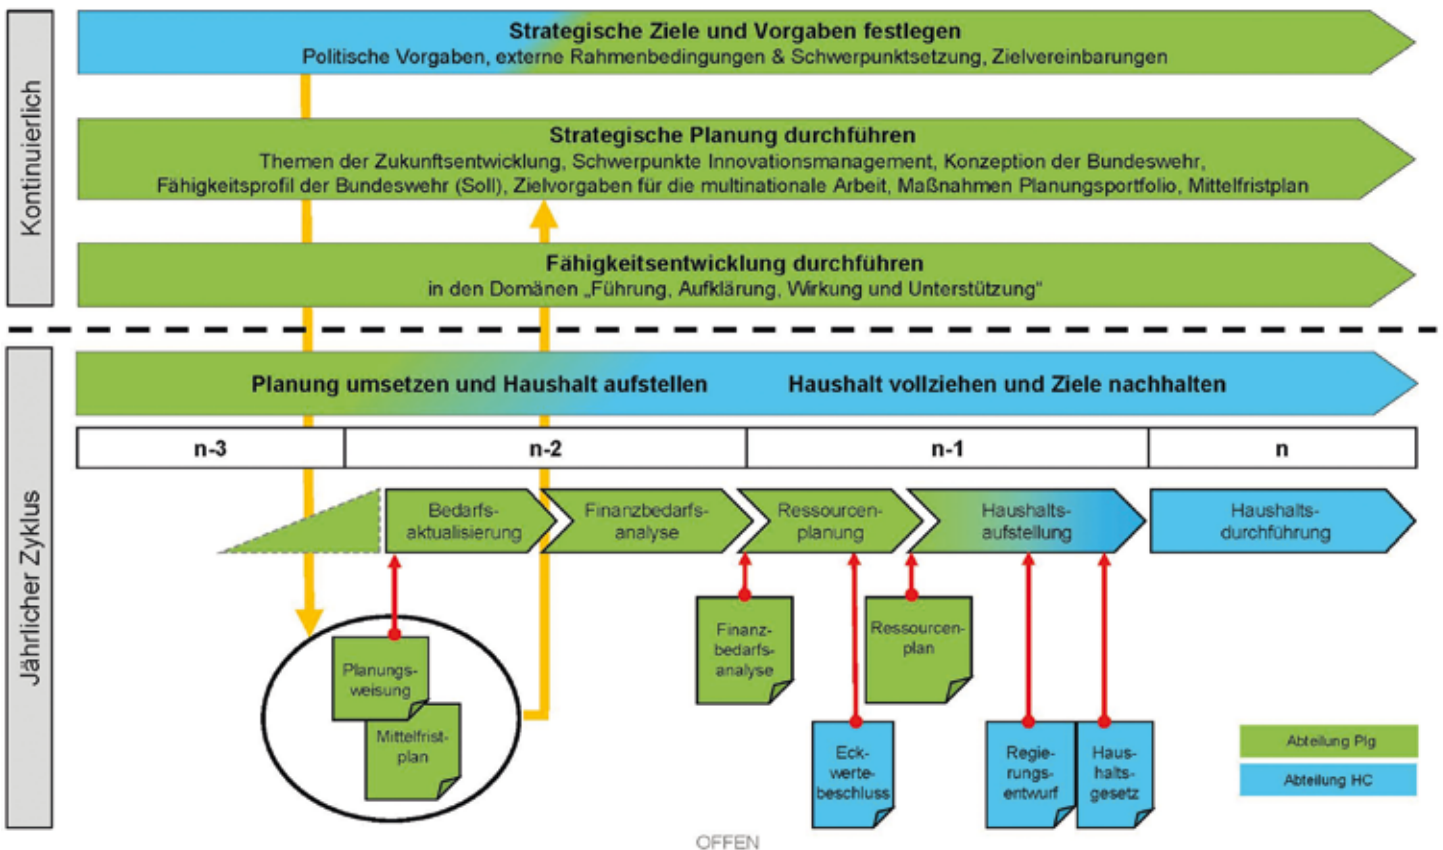 Kontinuierlich
Strategische Ziele und Vorgaben festlegen
Politische Vorgaben, externe Rahmenbedingungen & Schwerpunktsetzung, Zielvereinbarungen
Strategische Planung durchführen
Themen der Zukunftsentwicklung, Schwerpunkte Innovationsmanagement, Konzeption der Bundeswehr,
Fähigkeitsprofil der Bundeswehr (Soll), Zielvorgaben für die multinationale Arbeit, Maßnahmen Planungsportfolio, Mittelfristplan
Fähigkeitsentwicklung durchführen
in den Domänen „Führung, Aufklärung, Wirkung und Unterstützung“
Jährlicher Zyklus
Planung umsetzen und Haushalt aufstellen
Haushalt vollziehen und Ziele nachhalten
n-3
n-2
n-1
n
Bedarfs-
aktualisierung
Finanzbedarfs-
analyse
Ressourcen-
planung
Haushalts-
aufstellung
Haushalts-
durchführung
Planungs-
weisung
Mittelfrist-
plan
Finanz-
bedarfs-
analyse
Ressourcen-
plan
Eck-
werte-
beschluss
Regie-
rungs-
entwurf
Haus-
halts-
gesetz
Abteilung Plg
Abteilung HC
OFFEN